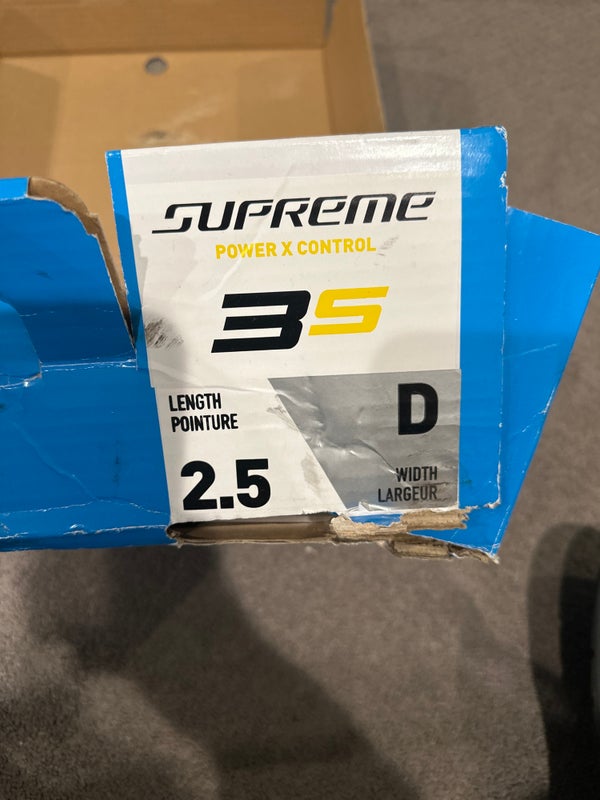 SUPREME
POWER X CONTROL
3S
LENGTH
POINTURE
2.5
D
WIDTH
LARGEUR